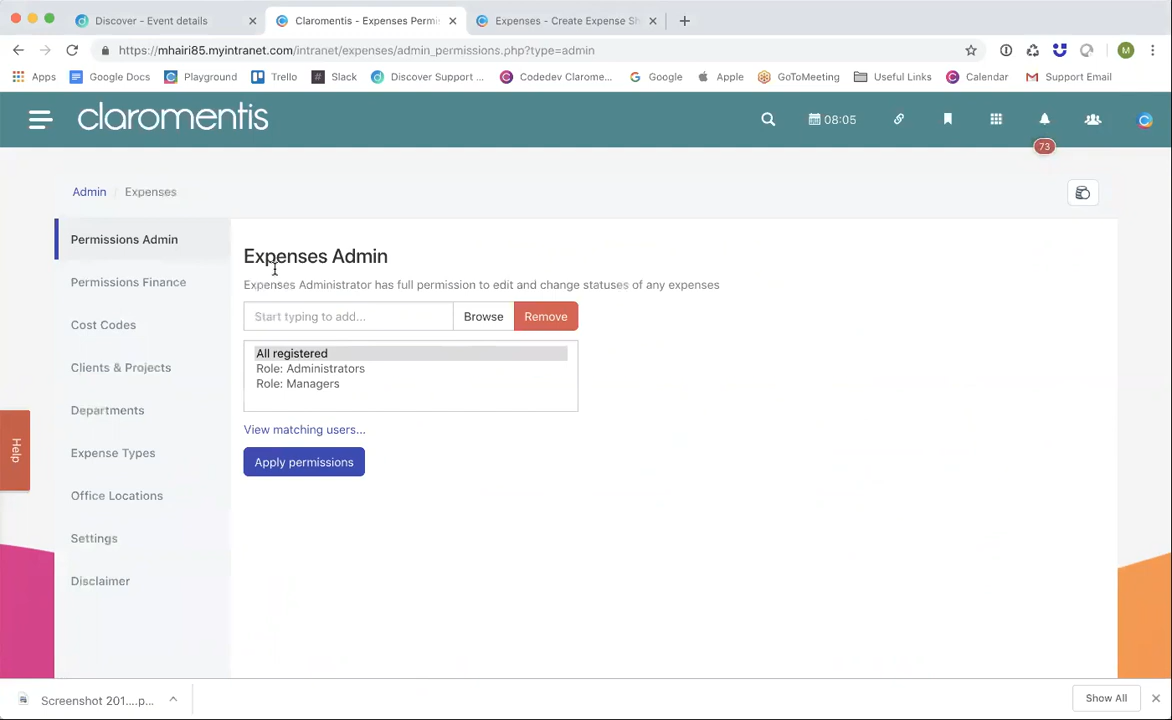 Discover - Event details
Claromentis - Expenses Permi
Expenses - Create Expense Sh
https://mhairi85.myintranet.com/intranet/expenses/admin_permissions.php?type=admin
M
Apps
Google Docs
Playground
Trello
Slack
Discover Support ...
Codedev Clarome...
Google
Apple
GoToMeeting
Useful Links
Calendar
Support Email
claromentis
08:05
73
Admin / Expenses
Permissions Admin
Permissions Finance
Cost Codes
Clients & Projects
Departments
Expense Types
Office Locations
Settings
Disclaimer
Help
Expenses Admin
Expenses Administrator has full permission to edit and change statuses of any expenses
Start typing to add...
Browse
Remove
All registered
Role: Administrators
Role: Managers
View matching users...
Apply permissions
Screenshot 201....p...
Show All